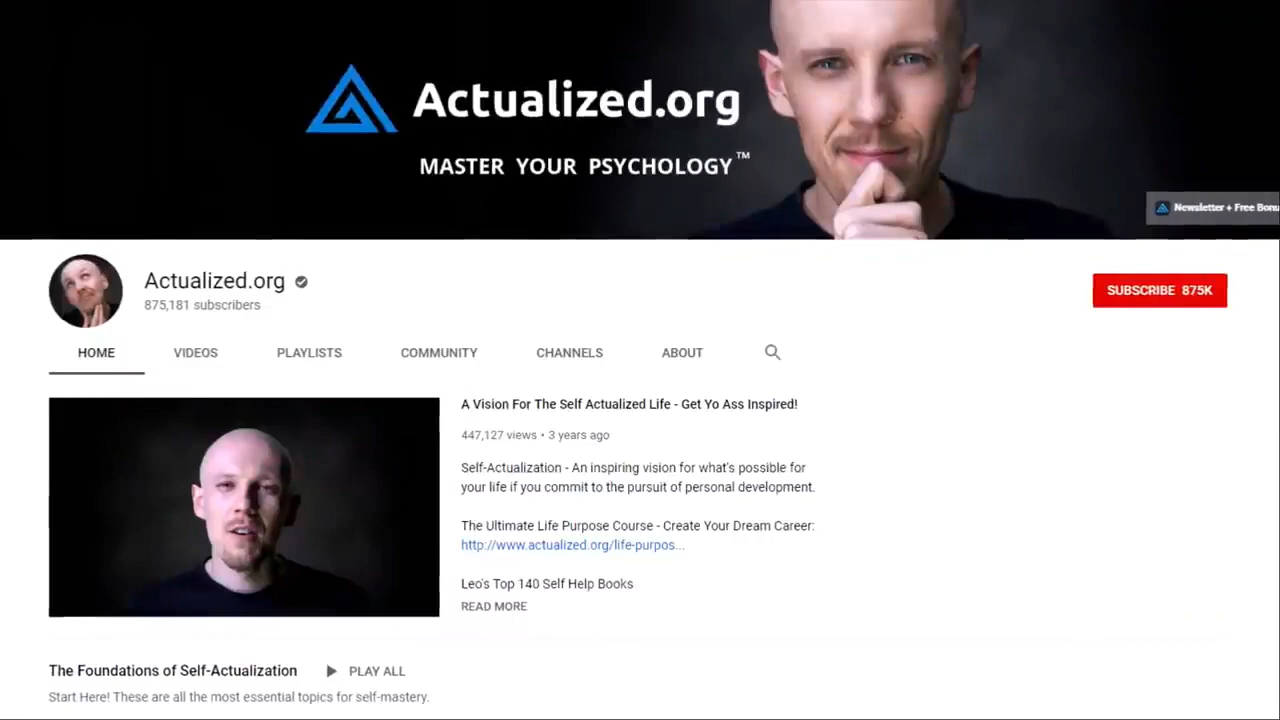 Actualized.org
MASTER YOUR PSYCHOLOGY™
Newsletter + Free Bonu
Actualized.org
875,181 subscribers
SUBSCRIBE 875K
HOME VIDEOS PLAYLISTS COMMUNITY CHANNELS ABOUT
A Vision For The Self Actualized Life - Get Yo Ass Inspired!
447,127 views • 3 years ago
Self-Actualization - An inspiring vision for what's possible for
your life if you commit to the pursuit of personal development.
The Ultimate Life Purpose Course - Create Your Dream Career:
http://www.actualized.org/life-purpos...
Leo's Top 140 Self Help Books
READ MORE
The Foundations of Self-Actualization PLAY ALL
Start Here! These are all the most essential topics for self-mastery.